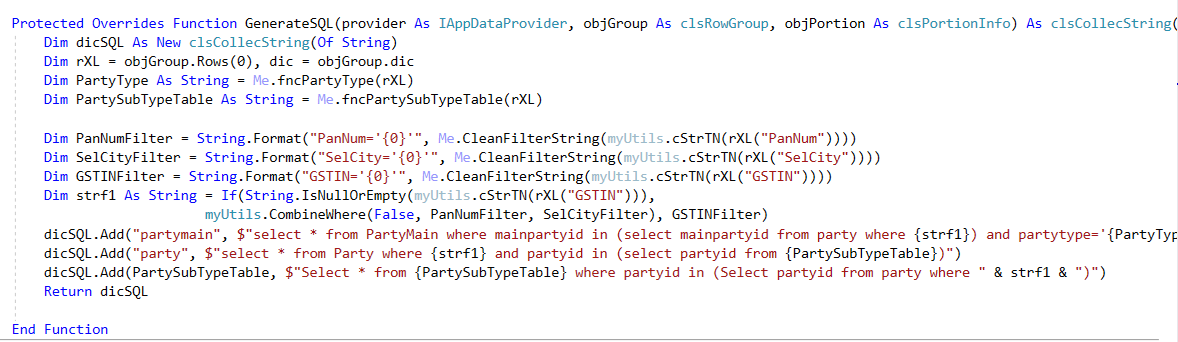 Protected Overrides Function GenerateSQL(provider As IAppDataProvider, objGroup As clsRowGroup, objPortion As clsPortionInfo) As clsCollecString(
Dim dicSQL As New clsCollecString(Of String)
Dim rXL = objGroup.Rows(0), dic = objGroup.dic
Dim PartyType As String = Me.fncPartyType(rXL)
Dim PartySubTypeTable As String = Me.fncPartySubTypeTable(rXL)
Dim PanNumFilter = String.Format("PanNum='{0}'", Me.CleanFilterString(myUtils.cStrTN(rXL("PanNum"))))
Dim SelCityFilter = String.Format("SelCity='{0}'", Me.CleanFilterString(myUtils.cStrTN(rXL("SelCity"))))
Dim GSTINFilter = String.Format("GSTIN='{0}'", Me.CleanFilterString(myUtils.cStrTN(rXL("GSTIN"))))
Dim strf1 As String = If(String.IsNullOrEmpty(myUtils.cStrTN(rXL("GSTIN"))),
myUtils.CombineWhere(False, PanNumFilter, SelCityFilter), GSTINFilter)
dicSQL.Add("partymain", $"select * from PartyMain where mainpartyid in (select mainpartyid from party where {strf1}) and partytype='{PartyTyp
dicSQL.Add("party", $"select * from Party where {strf1} and partyid in (select partyid from {PartySubTypeTable})")
dicSQL.Add(PartySubTypeTable, $"Select * from {PartySubTypeTable} where partyid in (Select partyid from party where " & strf1 & ")")
Return dicSQL
End Function